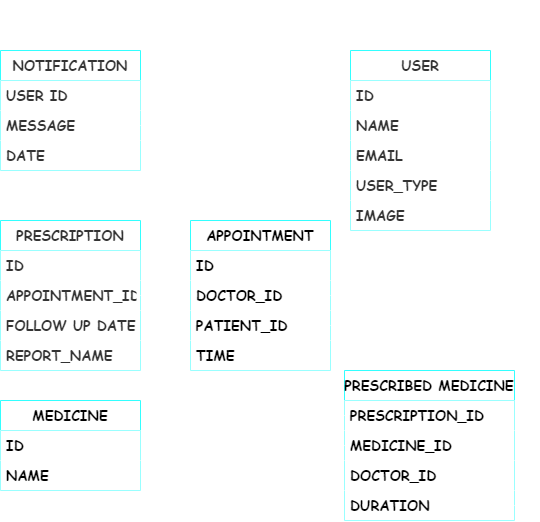 NOTIFICATION
USER ID
MESSAGE
DATE
USER
ID
NAME
EMAIL
USER_TYPE
IMAGE
PRESCRIPTION
ID
APPOINTMENT_ID
FOLLOW UP DATE
REPORT_NAME
APPOINTMENT
ID
DOCTOR_ID
PATIENT_ID
TIME
MEDICINE
ID
NAME
PRESCRIBED MEDICINE
PRESCRIPTION_ID
MEDICINE_ID
DOCTOR_ID
DURATION